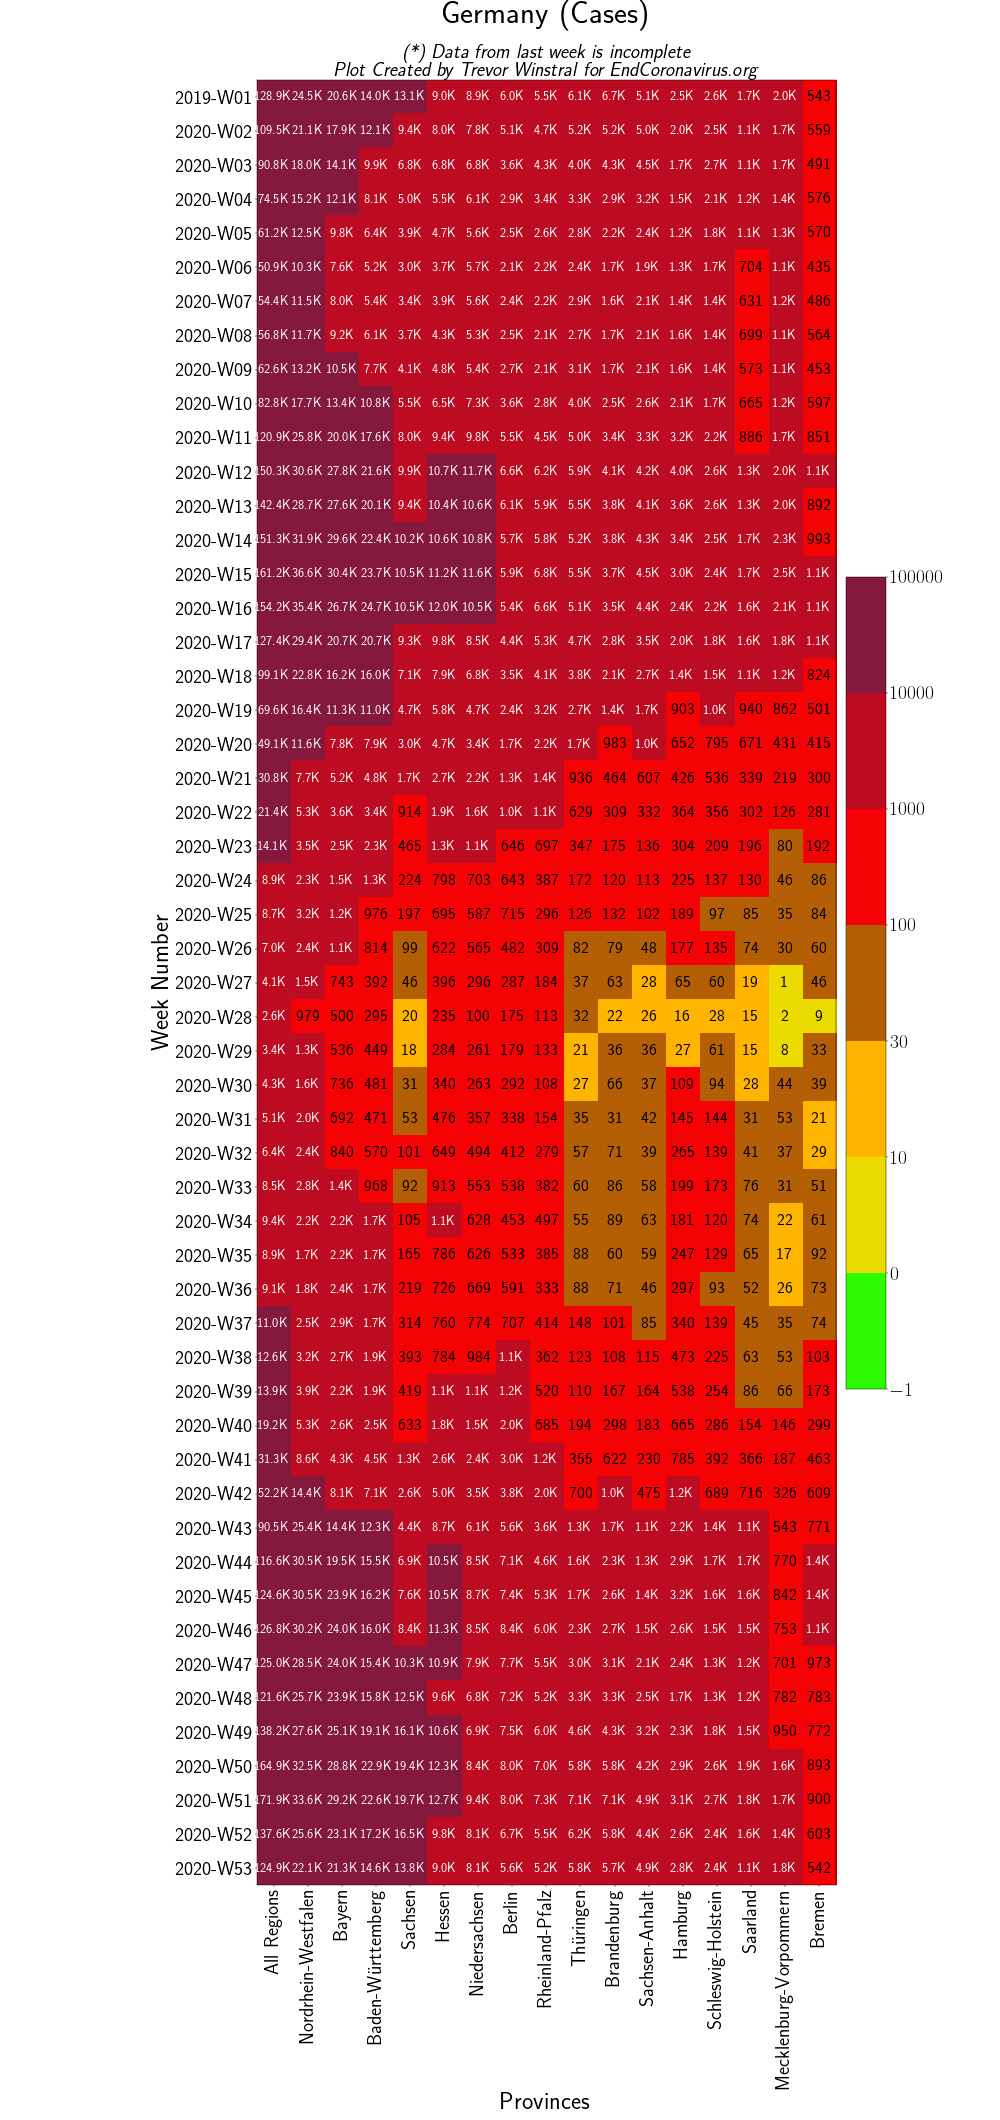 Germany (Cases)
(*) Data from last week is incomplete
Plot Created by Trevor Winstral for EndCoronavirus.org
2019-W01 128.9K 24.5K 20.6K 14.0K 13.1K 9.0K 8.9K 6.0K 5.5K 6.1K 6.7K 5.1K 2.5K 2.6K 1.7K 2.0K 543
2020-W02 109.5K 21.1K 17.9K 12.1K 9.4K 8.0K 7.8K 5.1K 4.7K 5.2K 5.2K 5.0K 2.0K 2.5K 1.1K 1.7K 559
2020-W03 90.8K 18.0K 14.1K 9.9K 6.8K 6.8K 6.8K 3.6K 4.3K 4.0K 4.3K 4.5K 1.7K 2.7K 1.1K 1.7K 491
2020-W04 74.5K 15.2K 12.1K 8.1K 5.0K 5.5K 6.1K 2.9K 3.4K 3.3K 2.9K 3.2K 1.5K 2.1K 1.2K 1.4K 576
2020-W05 61.2K 12.5K 9.8K 6.4K 3.9K 4.7K 5.6K 2.5K 2.6K 2.8K 2.2K 2.4K 1.2K 1.8K 1.1K 1.3K 570
2020-W06 50.9K 10.3K 7.6K 5.2K 3.0K 3.7K 5.7K 2.1K 2.2K 2.4K 1.7K 1.9K 1.3K 1.7K 704 1.1K 435
2020-W07 54.4K 11.5K 8.0K 5.4K 3.4K 3.9K 5.6K 2.4K 2.2K 2.9K 1.6K 2.1K 1.4K 1.4K 631 1.2K 486
2020-W08 56.8K 11.7K 9.2K 6.1K 3.7K 4.3K 5.3K 2.5K 2.1K 2.7K 1.7K 2.1K 1.6K 1.4K 699 1.1K 564
2020-W09 62.6K 13.2K 10.5K 7.7K 4.1K 4.8K 5.4K 2.7K 2.1K 3.1K 1.7K 2.1K 1.6K 1.4K 573 1.1K 453
2020-W10 82.8K 17.7K 13.4K 10.8K 5.5K 6.5K 7.3K 3.6K 2.8K 4.0K 2.5K 2.6K 2.1K 1.7K 665 1.2K 597
2020-W11 120.9K 25.8K 20.0K 17.6K 8.0K 9.4K 9.8K 5.5K 4.5K 5.0K 3.4K 3.3K 3.2K 2.2K 886 1.7K 851
2020-W12 150.3K 30.6K 27.8K 21.6K 9.9K 10.7K 11.7K 6.6K 6.2K 5.9K 4.1K 4.2K 4.0K 2.6K 1.3K 2.0K 1.1K
2020-W13 142.4K 28.7K 27.6K 20.1K 9.4K 10.4K 10.6K 6.1K 5.9K 5.5K 3.8K 4.1K 3.6K 2.6K 1.3K 2.0K 892
2020-W14 151.3K 31.9K 29.6K 22.4K 10.2K 10.6K 10.8K 5.7K 5.8K 5.2K 3.8K 4.3K 3.4K 2.5K 1.7K 2.3K 993
2020-W15 161.2K 36.6K 30.4K 23.7K 10.5K 11.2K 11.6K 5.9K 6.8K 5.5K 3.7K 4.5K 3.0K 2.4K 1.7K 2.5K 1.1K
2020-W16 154.2K 35.4K 26.7K 24.7K 10.5K 12.0K 10.5K 5.4K 6.6K 5.1K 3.5K 4.4K 2.4K 2.2K 1.6K 2.1K 1.1K
2020-W17 127.4K 29.4K 20.7K 20.7K 9.3K 9.8K 8.5K 4.4K 5.3K 4.7K 2.8K 3.5K 2.0K 1.8K 1.6K 1.8K 1.1K
2020-W18 99.1K 22.8K 16.2K 16.0K 7.1K 7.9K 6.8K 3.5K 4.1K 3.8K 2.1K 2.7K 1.4K 1.5K 1.1K 1.2K 824
2020-W19 69.6K 16.4K 11.3K 11.0K 4.7K 5.8K 4.7K 2.4K 3.2K 2.7K 1.4K 1.7K 903 1.0K 940 862 501
2020-W20 49.1K 11.6K 7.8K 7.9K 3.0K 4.7K 3.4K 1.7K 2.2K 1.7K 983 1.0K 652 795 671 431 415
2020-W21 30.8K 7.7K 5.2K 4.8K 1.7K 2.7K 2.2K 1.3K 1.4K 936 464 607 426 536 339 219 300
2020-W22 21.4K 5.3K 3.6K 3.4K 914 1.9K 1.6K 1.0K 1.1K 629 309 332 364 356 302 126 281
2020-W23 14.1K 3.5K 2.5K 2.3K 465 1.3K 1.1K 646 697 347 175 136 304 209 196 80 192
2020-W24 8.9K 2.3K 1.5K 1.3K 224 798 703 643 387 172 120 113 225 137 130 46 86
2020-W25 8.7K 3.2K 1.2K 976 197 695 587 715 296 126 132 102 189 97 85 35 84
2020-W26 7.0K 2.4K 1.1K 814 99 622 565 482 309 82 79 48 177 135 74 30 60
2020-W27 4.1K 1.5K 743 392 46 396 296 287 184 37 63 28 65 60 19 1 46
2020-W28 2.6K 979 500 295 20 235 100 175 113 32 22 26 16 28 15 2 9
2020-W29 3.4K 1.3K 536 449 18 284 261 179 133 21 36 36 27 61 15 8 33
2020-W30 4.3K 1.6K 736 481 31 340 263 292 108 27 66 37 109 94 28 44 39
2020-W31 5.1K 2.0K 692 471 53 476 357 338 154 35 31 42 145 144 31 53 21
2020-W32 6.4K 2.4K 840 570 101 649 494 412 279 57 71 39 265 139 41 37 29
2020-W33 8.5K 2.8K 1.4K 968 92 913 553 538 382 60 86 58 199 173 76 31 51
2020-W34 9.4K 2.2K 2.2K 1.7K 105 1.1K 628 453 497 55 89 63 181 120 74 22 61
2020-W35 8.9K 1.7K 2.2K 1.7K 165 786 626 533 385 88 60 59 247 129 65 17 92
2020-W36 9.1K 1.8K 2.4K 1.7K 219 726 669 591 333 88 71 46 297 93 52 26 73
2020-W37 11.0K 2.5K 2.9K 1.7K 314 760 774 707 414 148 101 85 340 139 45 35 74
2020-W38 12.6K 3.2K 2.7K 1.9K 393 784 984 1.1K 362 123 108 115 473 225 63 53 103
2020-W39 13.9K 3.9K 2.2K 1.9K 419 1.1K 1.1K 1.2K 520 110 167 164 538 254 86 66 173
2020-W40 19.2K 5.3K 2.6K 2.5K 633 1.8K 1.5K 2.0K 685 194 298 183 665 286 154 146 299
2020-W41 31.3K 8.6K 4.3K 4.5K 1.3K 2.6K 2.4K 3.0K 1.2K 355 622 230 785 392 366 187 463
2020-W42 52.2K 14.4K 8.1K 7.1K 2.6K 5.0K 3.5K 3.8K 2.0K 700 1.0K 475 1.2K 689 716 326 609
2020-W43 90.5K 25.4K 14.4K 12.3K 4.4K 8.7K 6.1K 5.6K 3.6K 1.3K 1.7K 1.1K 2.2K 1.4K 1.1K 543 771
2020-W44 116.6K 30.5K 19.5K 15.5K 6.9K 10.5K 8.5K 7.1K 4.6K 1.6K 2.3K 1.3K 2.9K 1.7K 1.7K 770 1.4K
2020-W45 124.6K 30.5K 23.9K 16.2K 7.6K 10.5K 8.7K 7.4K 5.3K 1.7K 2.6K 1.4K 3.2K 1.6K 1.6K 842 1.4K
2020-W46 126.8K 30.2K 24.0K 16.0K 8.4K 11.3K 8.5K 8.4K 6.0K 2.3K 2.7K 1.5K 2.6K 1.5K 1.5K 753 1.1K
2020-W47 125.0K 28.5K 24.0K 15.4K 10.3K 10.9K 7.9K 7.7K 5.5K 3.0K 3.1K 2.1K 2.4K 1.3K 1.2K 701 973
2020-W48 121.6K 25.7K 23.9K 15.8K 12.5K 9.6K 6.8K 7.2K 5.2K 3.3K 3.3K 2.5K 1.7K 1.3K 1.2K 782 783
2020-W49 138.2K 27.6K 25.1K 19.1K 16.1K 10.6K 6.9K 7.5K 6.0K 4.6K 4.3K 3.2K 2.3K 1.8K 1.5K 950 772
2020-W50 164.9K 32.5K 28.8K 22.9K 19.4K 12.3K 8.4K 8.0K 7.0K 5.8K 5.8K 4.2K 2.9K 2.6K 1.9K 1.6K 893
2020-W51 171.9K 33.6K 29.2K 22.6K 19.7K 12.7K 9.4K 8.0K 7.3K 7.1K 7.1K 4.9K 3.1K 2.7K 1.8K 1.7K 900
2020-W52 137.6K 25.6K 23.1K 17.2K 16.5K 9.8K 8.1K 6.7K 5.5K 6.2K 5.8K 4.4K 2.6K 2.4K 1.6K 1.4K 603
2020-W53 124.9K 22.1K 21.3K 14.6K 13.8K 9.0K 8.1K 5.6K 5.2K 5.8K 5.7K 4.9K 2.8K 2.4K 1.1K 1.8K 542
Week Number
All Regions
Nordrhein-Westfalen
Bayern
Baden-Württemberg
Sachsen
Hessen
Niedersachsen
Berlin
Rheinland-Pfalz
Thüringen
Brandenburg
Sachsen-Anhalt
Hamburg
Schleswig-Holstein
Saarland
Mecklenburg-Vorpommern
Bremen
Provinces
100000
10000
1000
100
30
10
0
−1